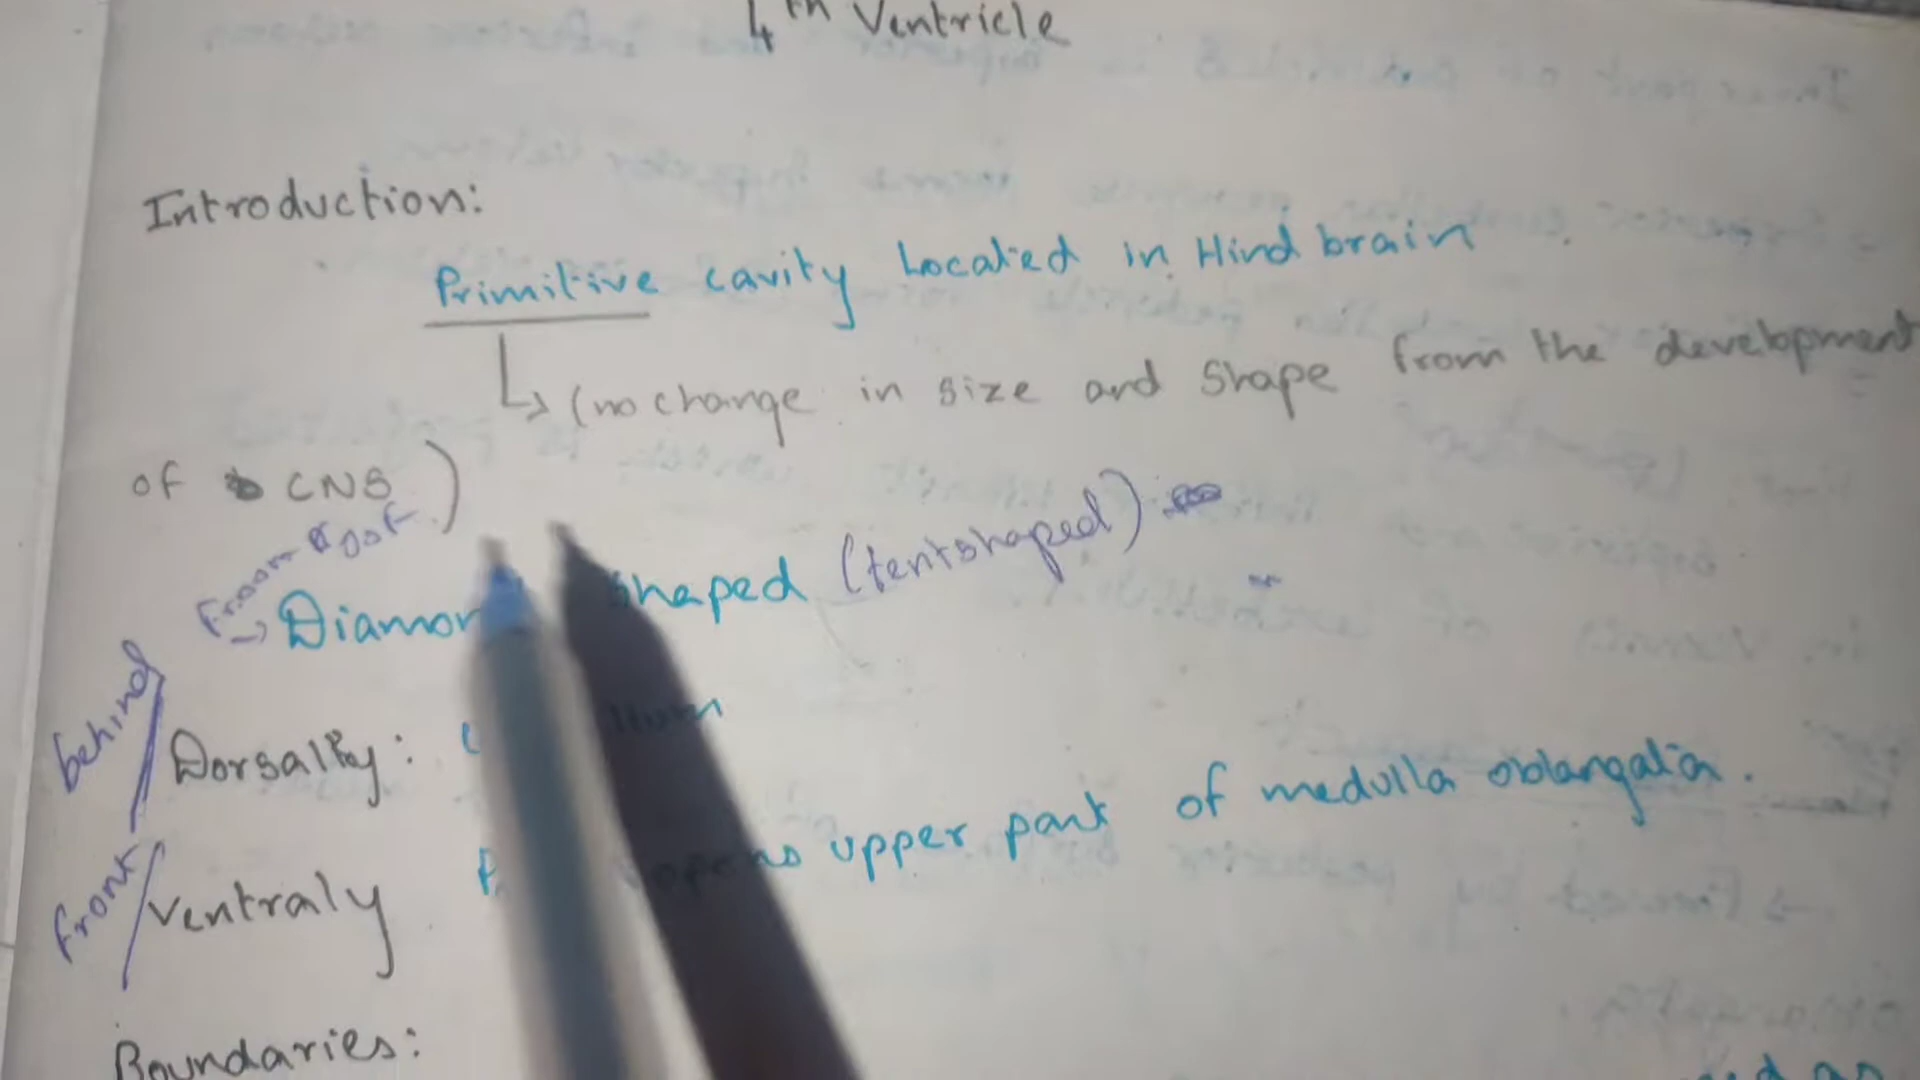 4th Ventricle
Introduction:
Primitive cavity Located in Hind brain
↳ (no change in size and shape from the development
of CNS)
From roof
→ Diamon shaped (tentshaped)
behind
Dorsally:
front
Ventraly upper part of medulla oblangata.
Boundaries: